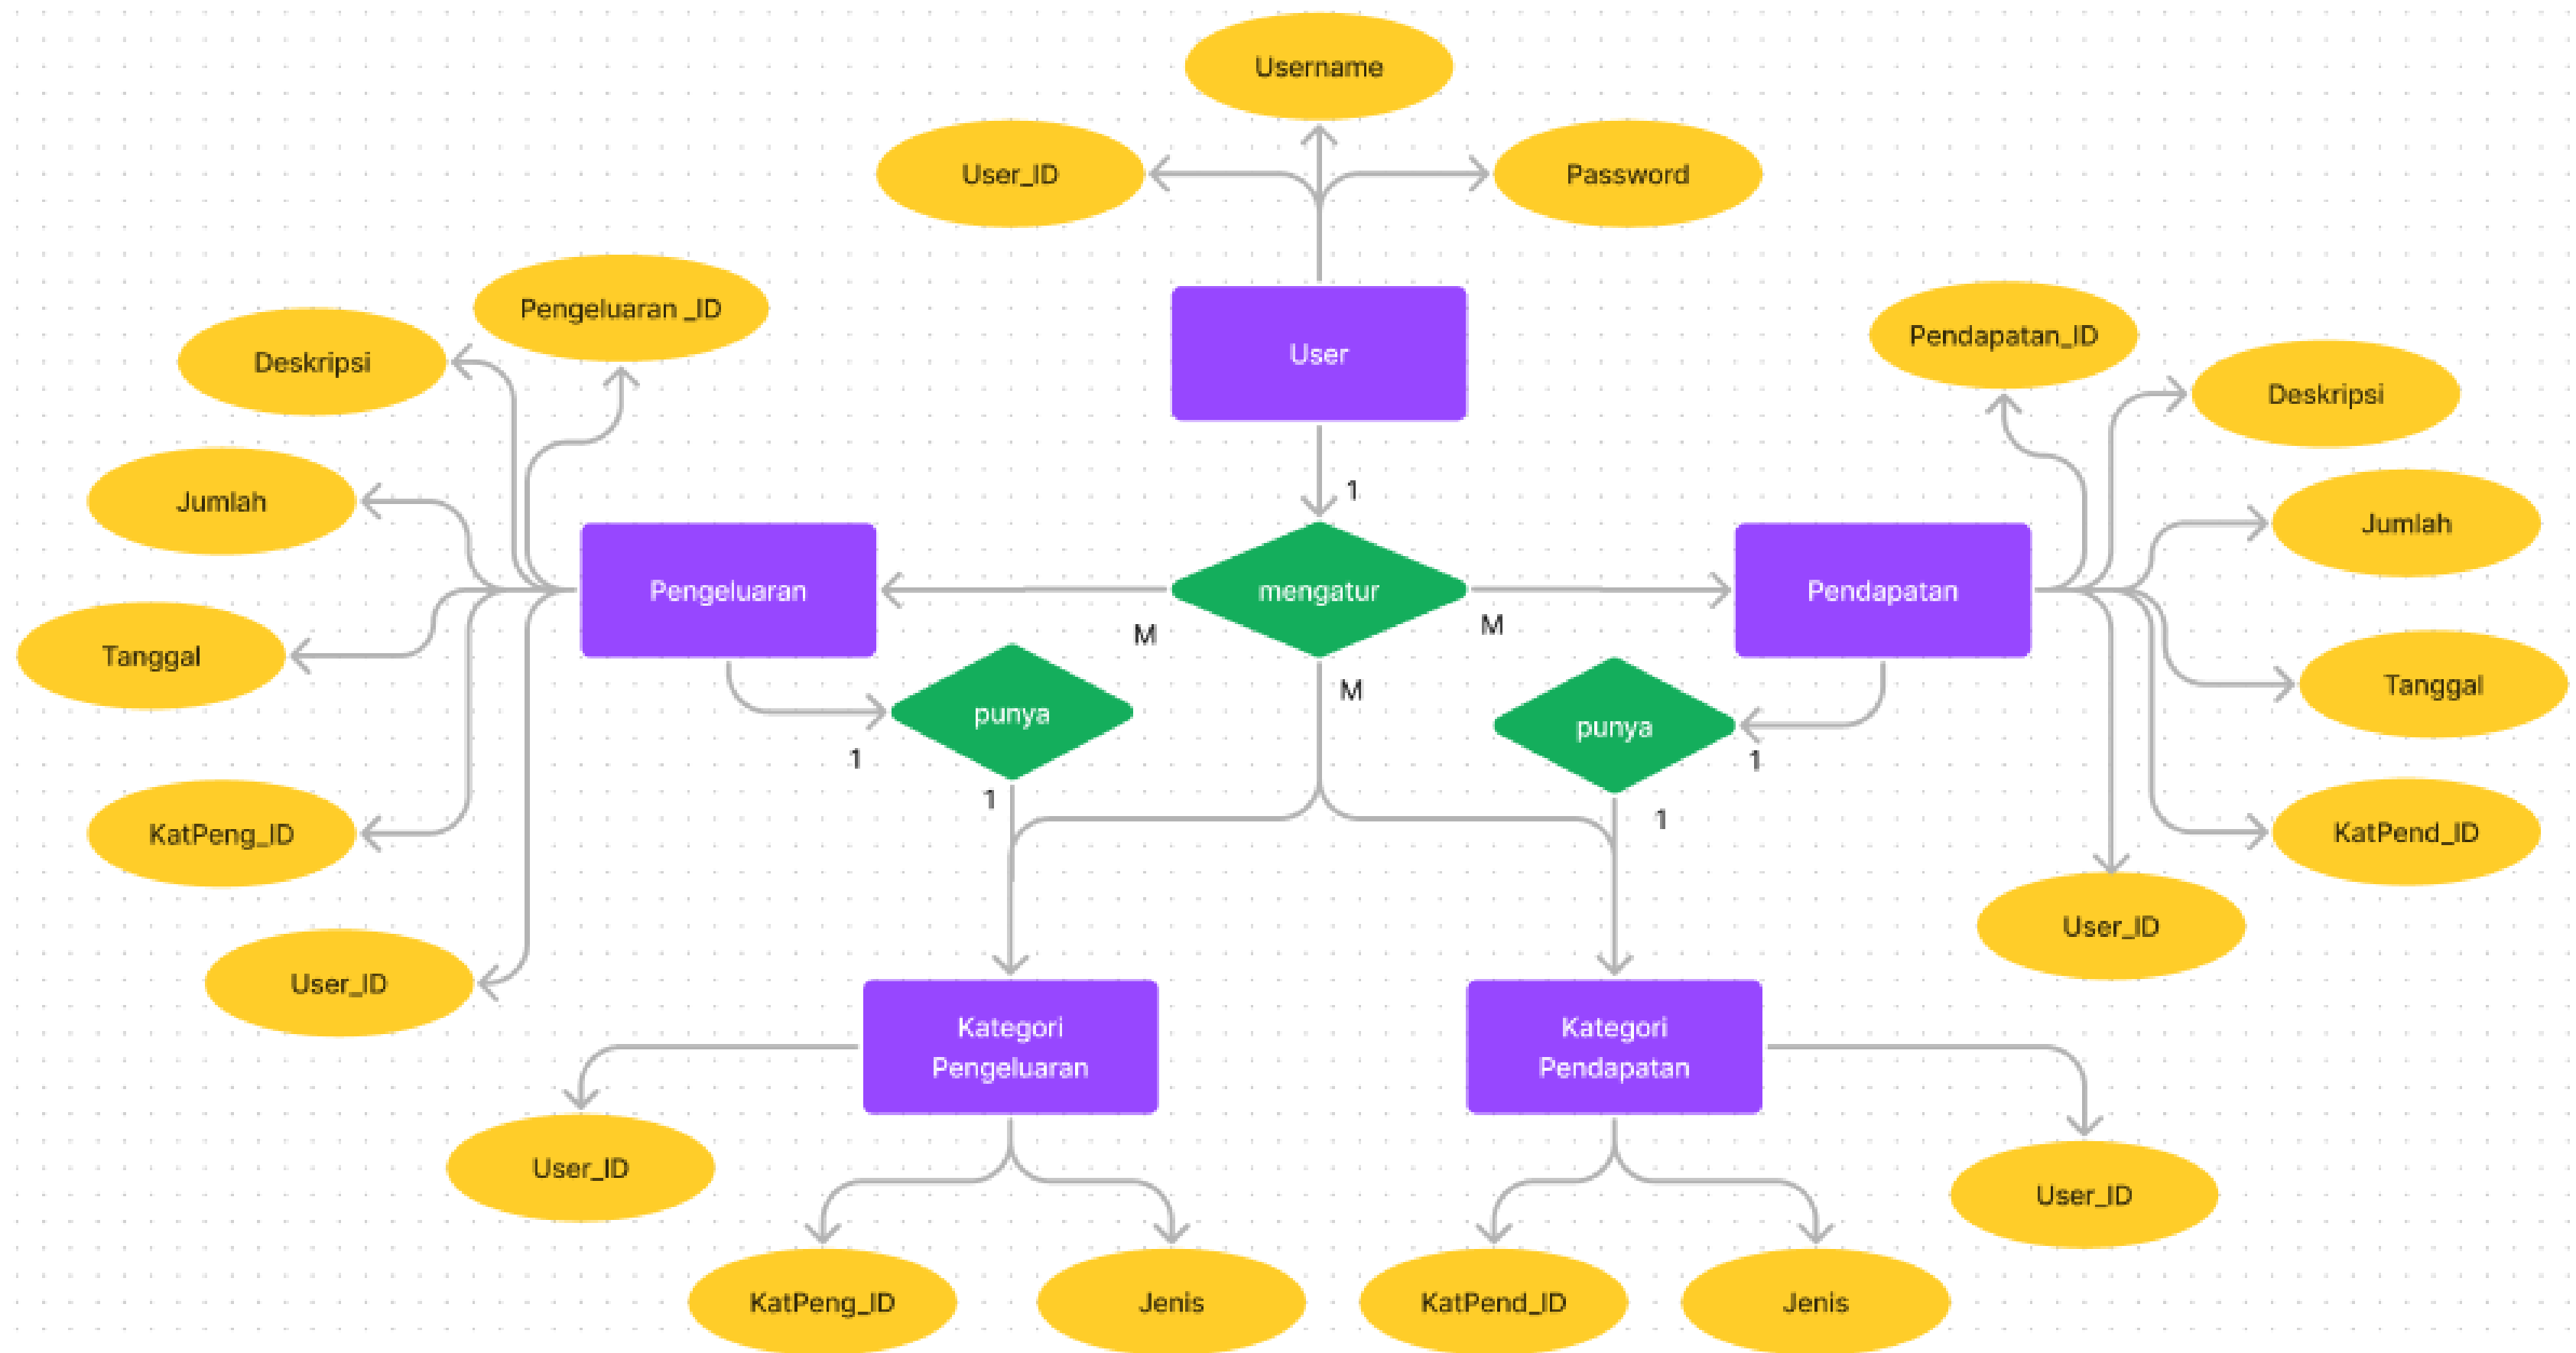 Username
User_ID
Password
Pengeluaran _ID
Pendapatan_ID
Deskripsi
User
Deskripsi
Jumlah
1
Jumlah
Pengeluaran
mengatur
Pendapatan
M
M
Tanggal
M
Tanggal
punya
punya
1
1
1
1
KatPeng_ID
KatPend_ID
User_ID
User_ID
Kategori
Pengeluaran
Kategori
Pendapatan
User_ID
User_ID
KatPeng_ID
Jenis
KatPend_ID
Jenis